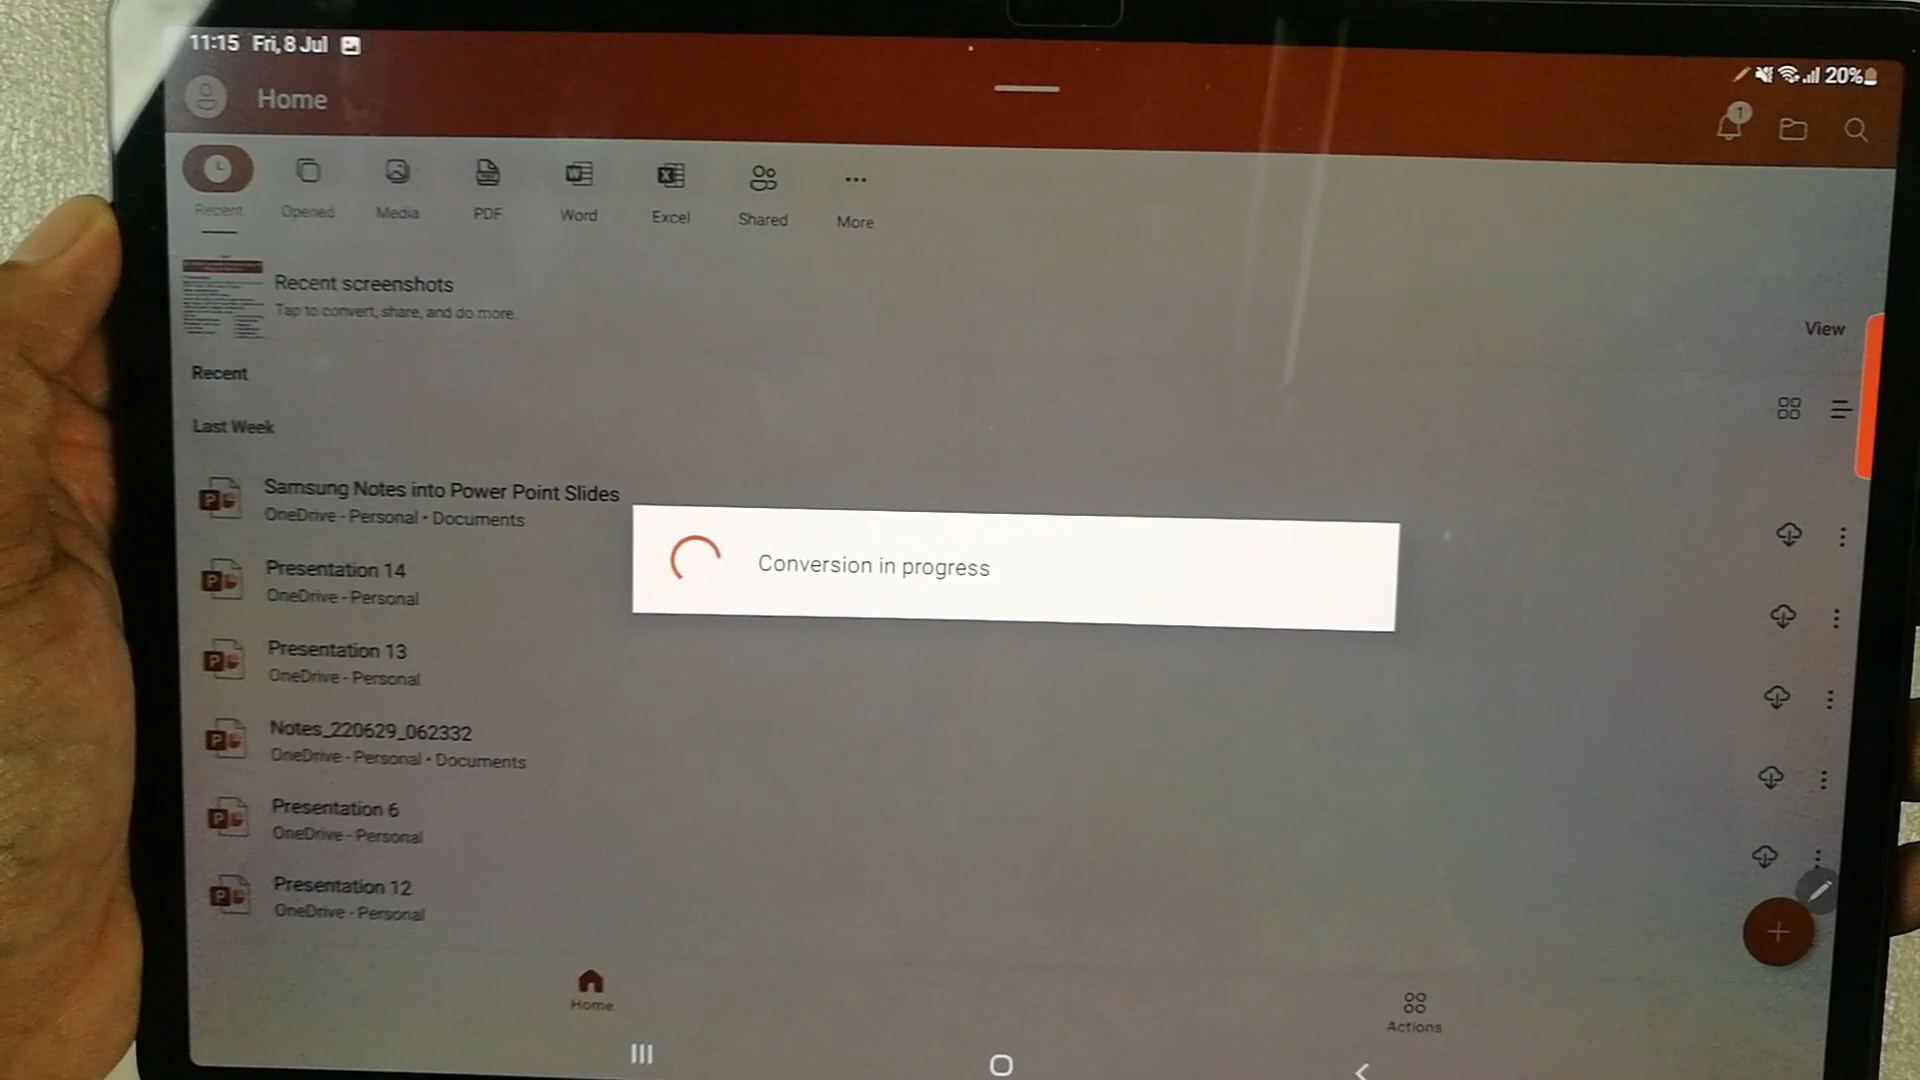 11:15 Fri, 8 Jul
20%
Home
1
Recent
Opened
Media
PDF
Word
Excel
Shared
More
Recent screenshots
Tap to convert, share, and do more.
View
Recent
Last Week
Samsung Notes into Power Point Slides
OneDrive - Personal • Documents
Presentation 14
OneDrive - Personal
Conversion in progress
Presentation 13
OneDrive - Personal
Notes_220629_062332
OneDrive - Personal • Documents
Presentation 6
OneDrive - Personal
Presentation 12
OneDrive - Personal
Home
Actions